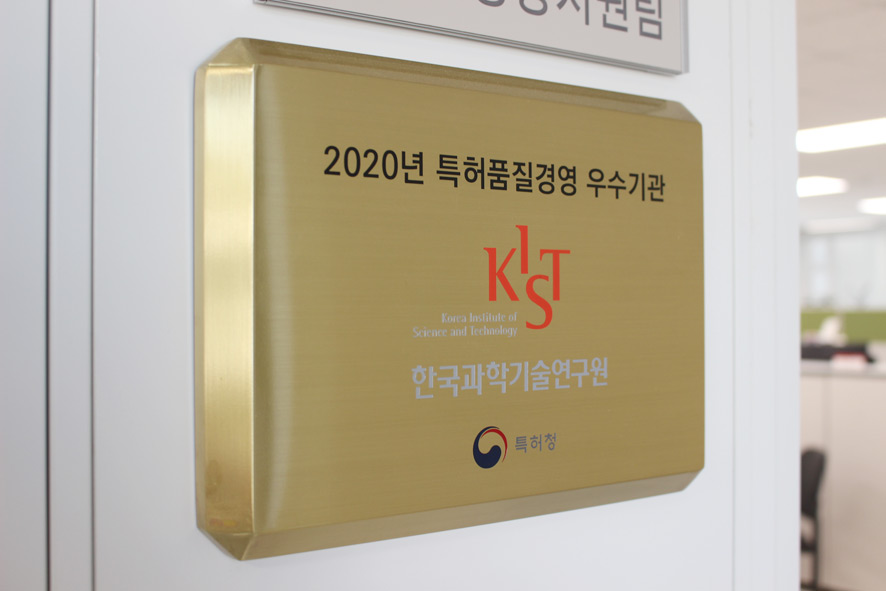 2020년 특허품질경영 우수기관
KIST
Korea Institute of
Science and Technology
한국과학기술연구원
특허청